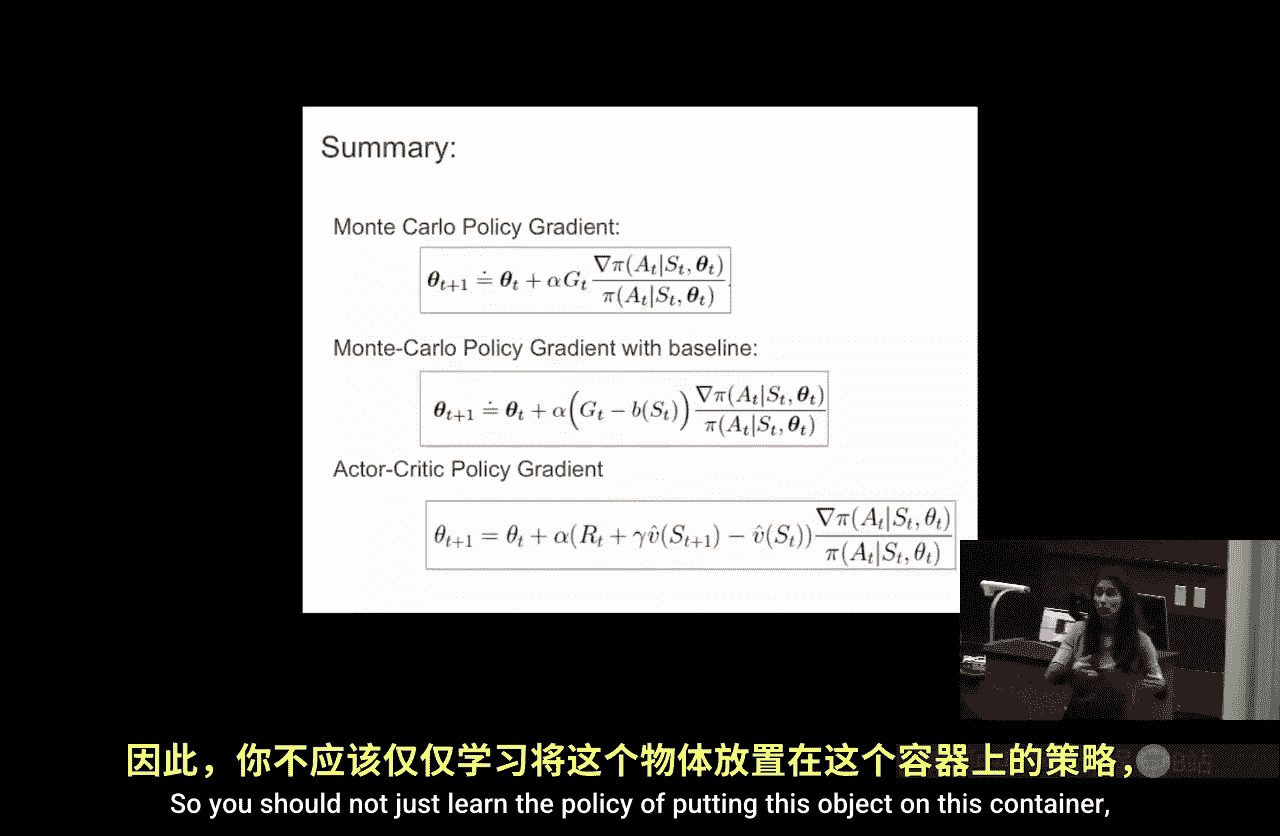 Summary:
Monte Carlo Policy Gradient:
θ_{t+1} ≐ θ_t + αG_t ∇π(A_t|S_t, θ_t) / π(A_t|S_t, θ_t)
Monte-Carlo Policy Gradient with baseline:
θ_{t+1} ≐ θ_t + α(G_t − b(S_t)) ∇π(A_t|S_t, θ_t) / π(A_t|S_t, θ_t)
Actor-Critic Policy Gradient
θ_{t+1} = θ_t + α(R_t + γv̂(S_{t+1}) − v̂(S_t)) ∇π(A_t|S_t, θ_t) / π(A_t|S_t, θ_t)
因此，你不应该仅仅学习将这个物体放置在这个容器上的策略，
So you should not just learn the policy of putting this object on this container,